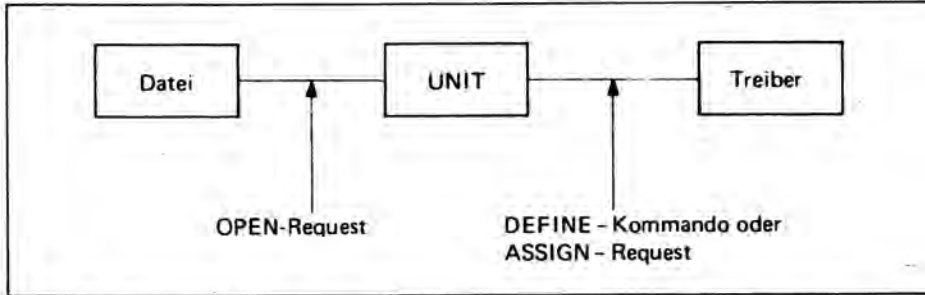 Datei
UNIT
Treiber
OPEN-Request
DEFINE – Kommando oder
ASSIGN – Request